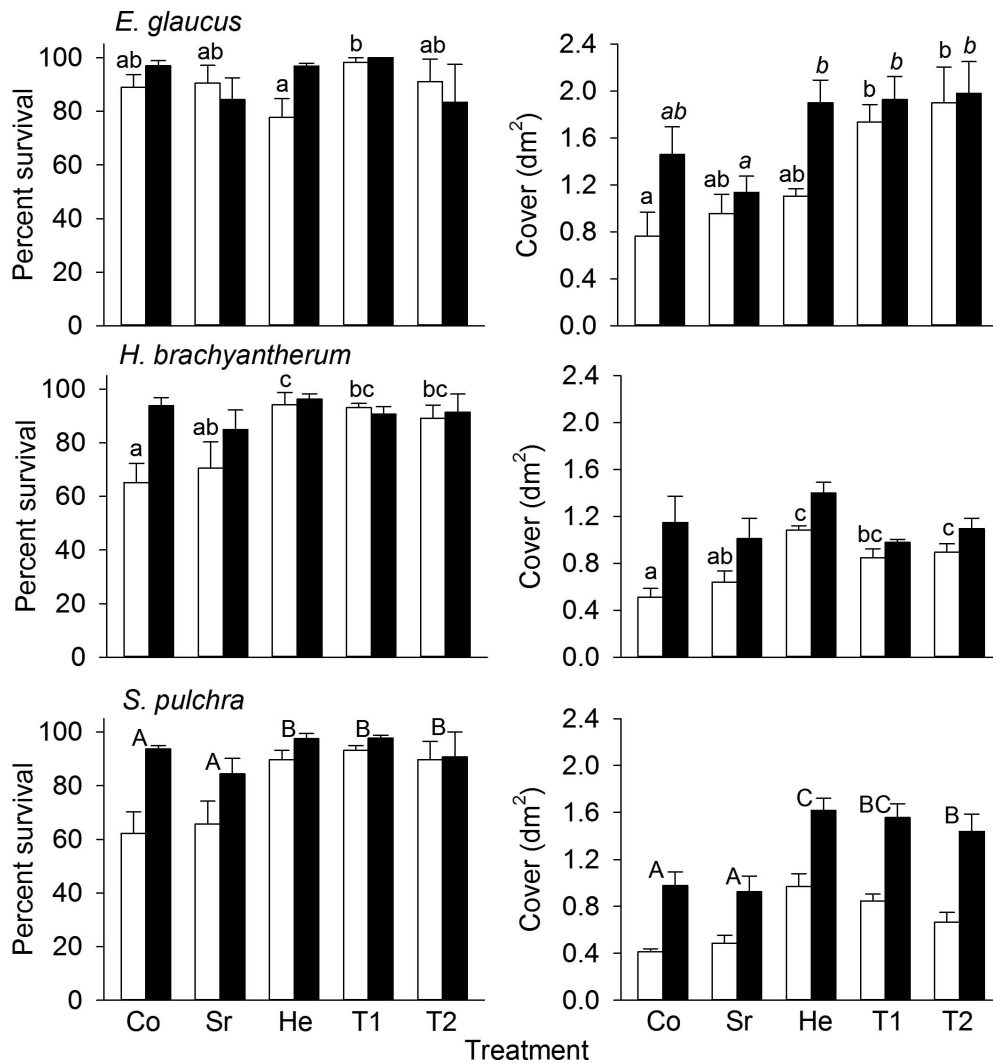 E. glaucus
Percent survival
100
80
60
40
20
0
ab
ab
a
b
ab
Cover (dm²)
2.4
2.0
1.6
1.2
0.8
0.4
0.0
a
ab
ab
a
ab
b
b
b
b
b
H. brachyantherum
Percent survival
100
80
60
40
20
0
a
ab
c
bc
bc
Cover (dm²)
2.4
2.0
1.6
1.2
0.8
0.4
0.0
a
ab
c
bc
c
S. pulchra
Percent survival
100
80
60
40
20
0
A
A
B
B
B
Cover (dm²)
2.4
2.0
1.6
1.2
0.8
0.4
0.0
A
A
C
BC
B
Co Sr He T1 T2
Co Sr He T1 T2
Treatment